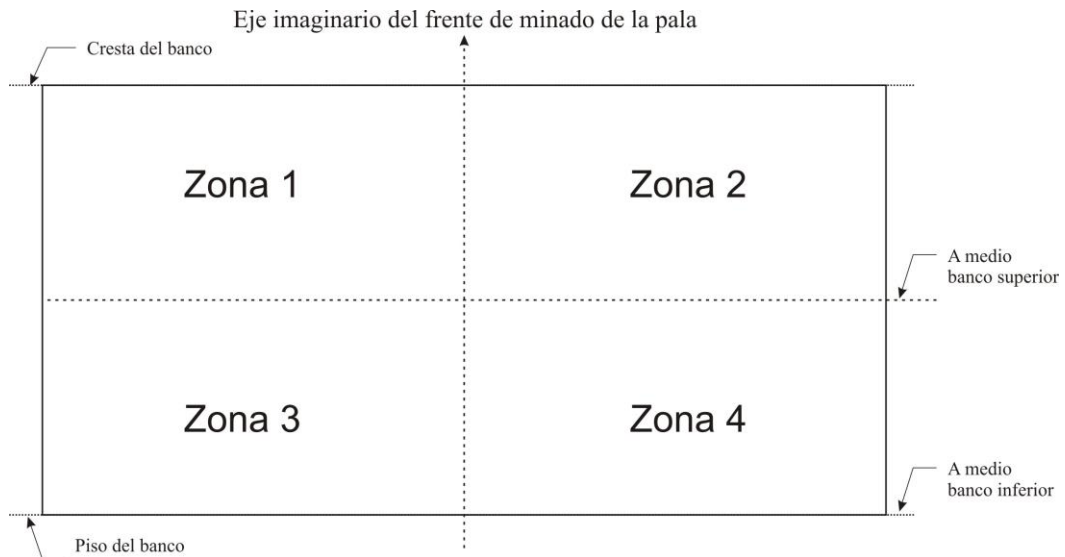 Eje imaginario del frente de minado de la pala
Cresta del banco
Zona 1
Zona 2
A medio
banco superior
Zona 3
Zona 4
A medio
banco inferior
Piso del banco